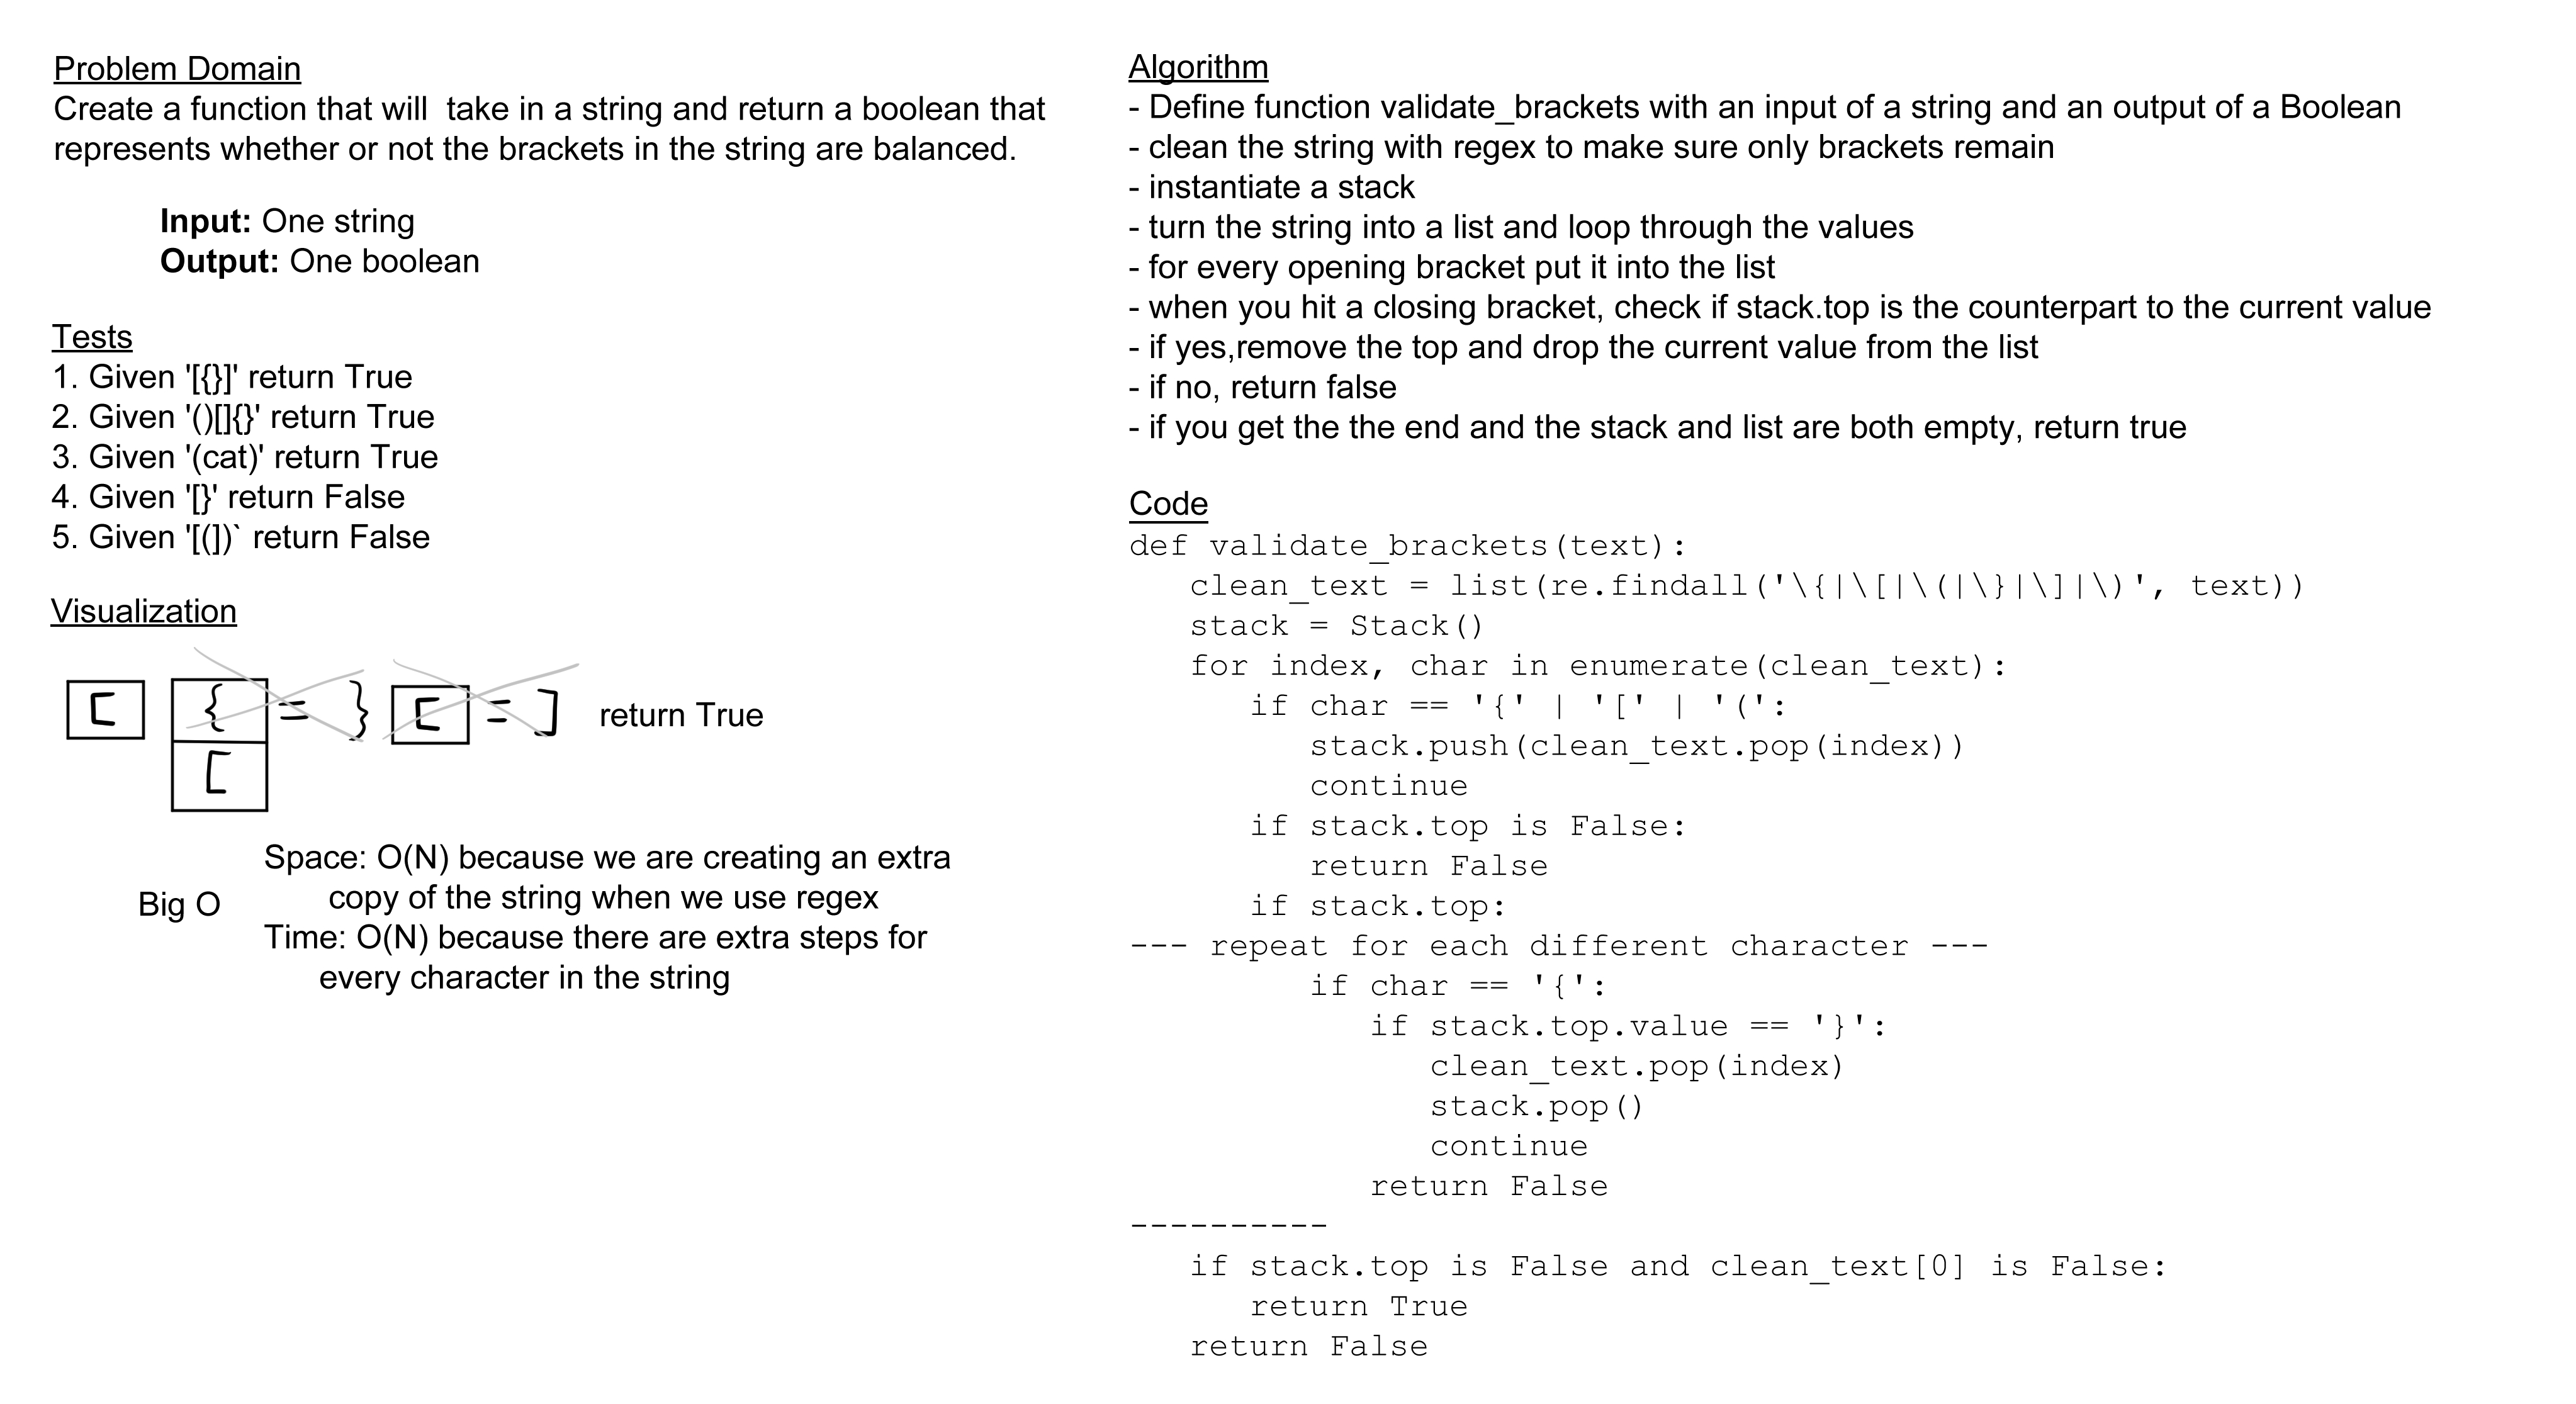 Problem Domain
Create a function that will  take in a string and return a boolean that
represents whether or not the brackets in the string are balanced.
Input: One string
Output: One boolean
Tests
1. Given '[{}]' return True
2. Given '()[]{}' return True
3. Given '(cat)' return True
4. Given '[}' return False
5. Given '[(])` return False
Visualization
[ { = } [ = ] return True
[
Big O
Space: O(N) because we are creating an extra
copy of the string when we use regex
Time: O(N) because there are extra steps for
every character in the string
Algorithm
- Define function validate_brackets with an input of a string and an output of a Boolean
- clean the string with regex to make sure only brackets remain
- instantiate a stack
- turn the string into a list and loop through the values
- for every opening bracket put it into the list
- when you hit a closing bracket, check if stack.top is the counterpart to the current value
- if yes,remove the top and drop the current value from the list
- if no, return false
- if you get the the end and the stack and list are both empty, return true
Code
def validate_brackets(text):
   clean_text = list(re.findall('\{|\[|\(|\}|\]|\)', text))
   stack = Stack()
   for index, char in enumerate(clean_text):
      if char == '{' | '[' | '(':
         stack.push(clean_text.pop(index))
         continue
      if stack.top is False:
         return False
      if stack.top:
--- repeat for each different character ---
         if char == '{':
            if stack.top.value == '}':
               clean_text.pop(index)
               stack.pop()
               continue
            return False
----------
   if stack.top is False and clean_text[0] is False:
      return True
   return False